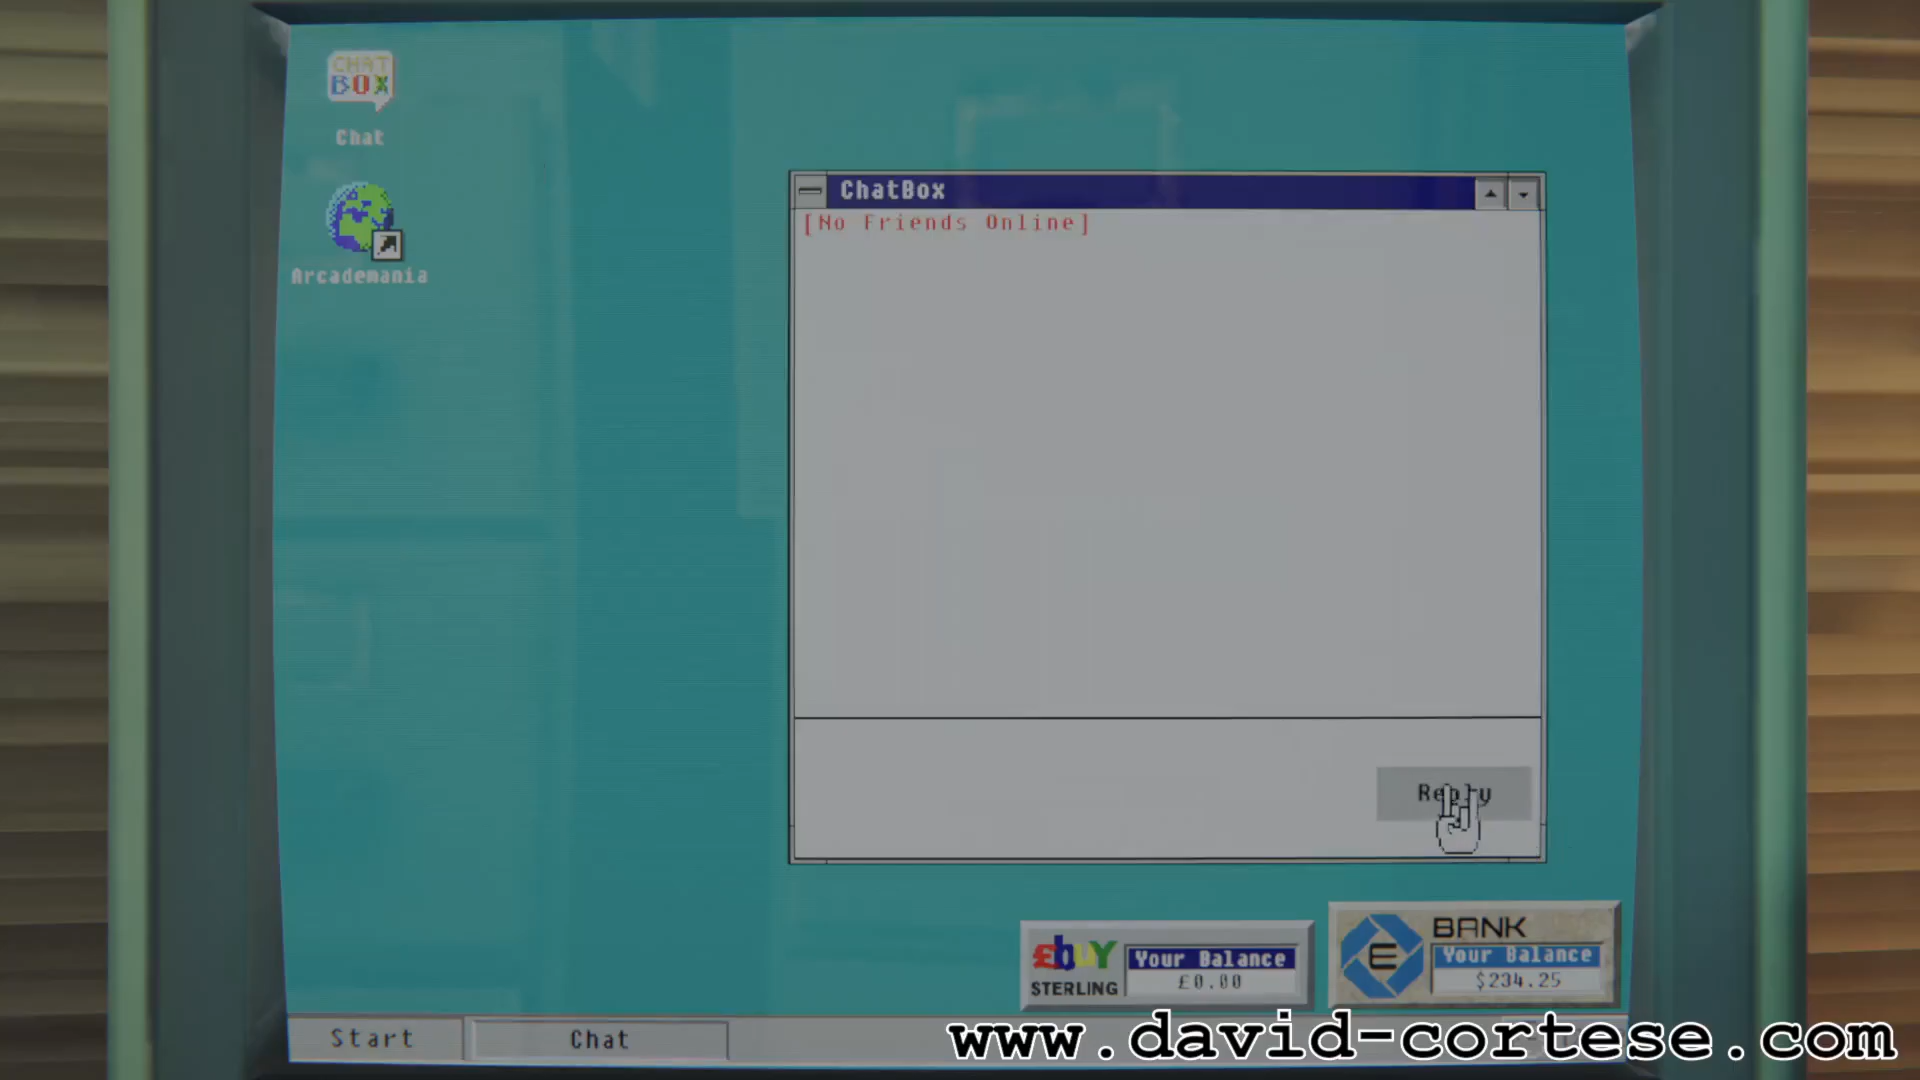 CHAT
BOX
Chat
Arcademania
ChatBox
[No Friends Online]
Reply
£buY
STERLING
Your Balance
£0.00
E
BANK
Your Balance
$234.25
Start
Chat
www.david-cortese.com